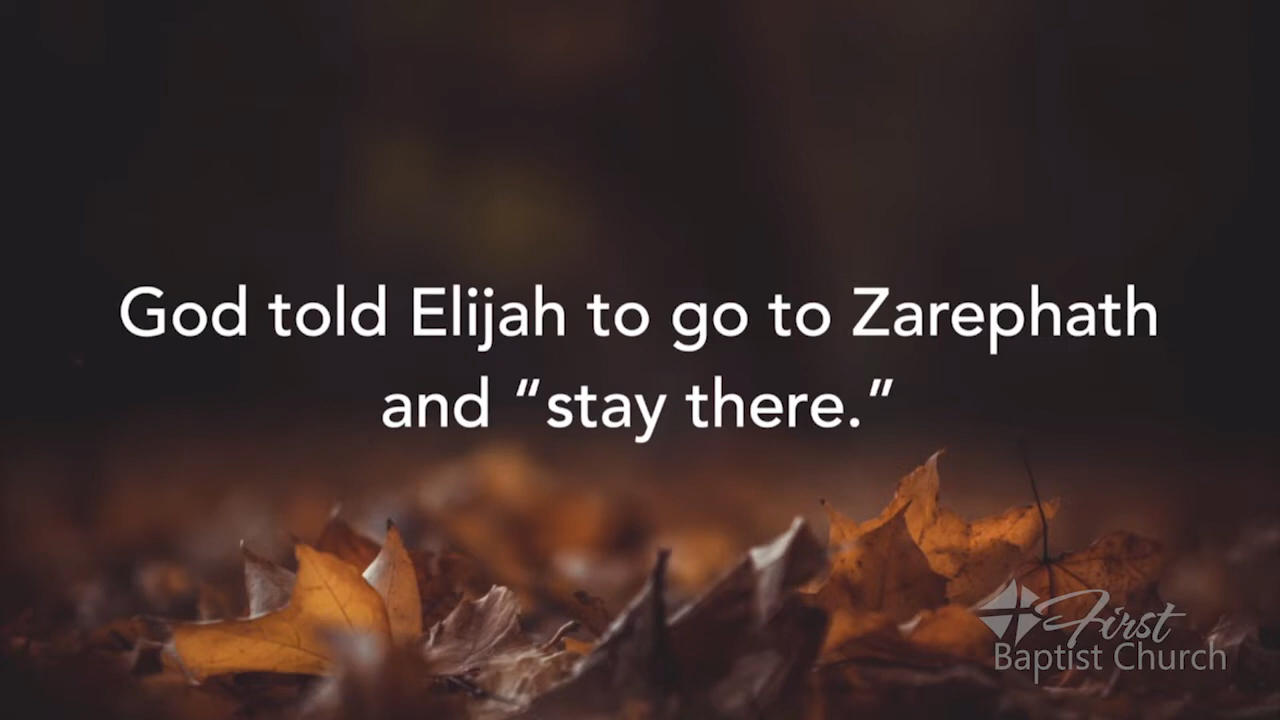 God told Elijah to go to Zarephath
and “stay there.”
First
Baptist Church